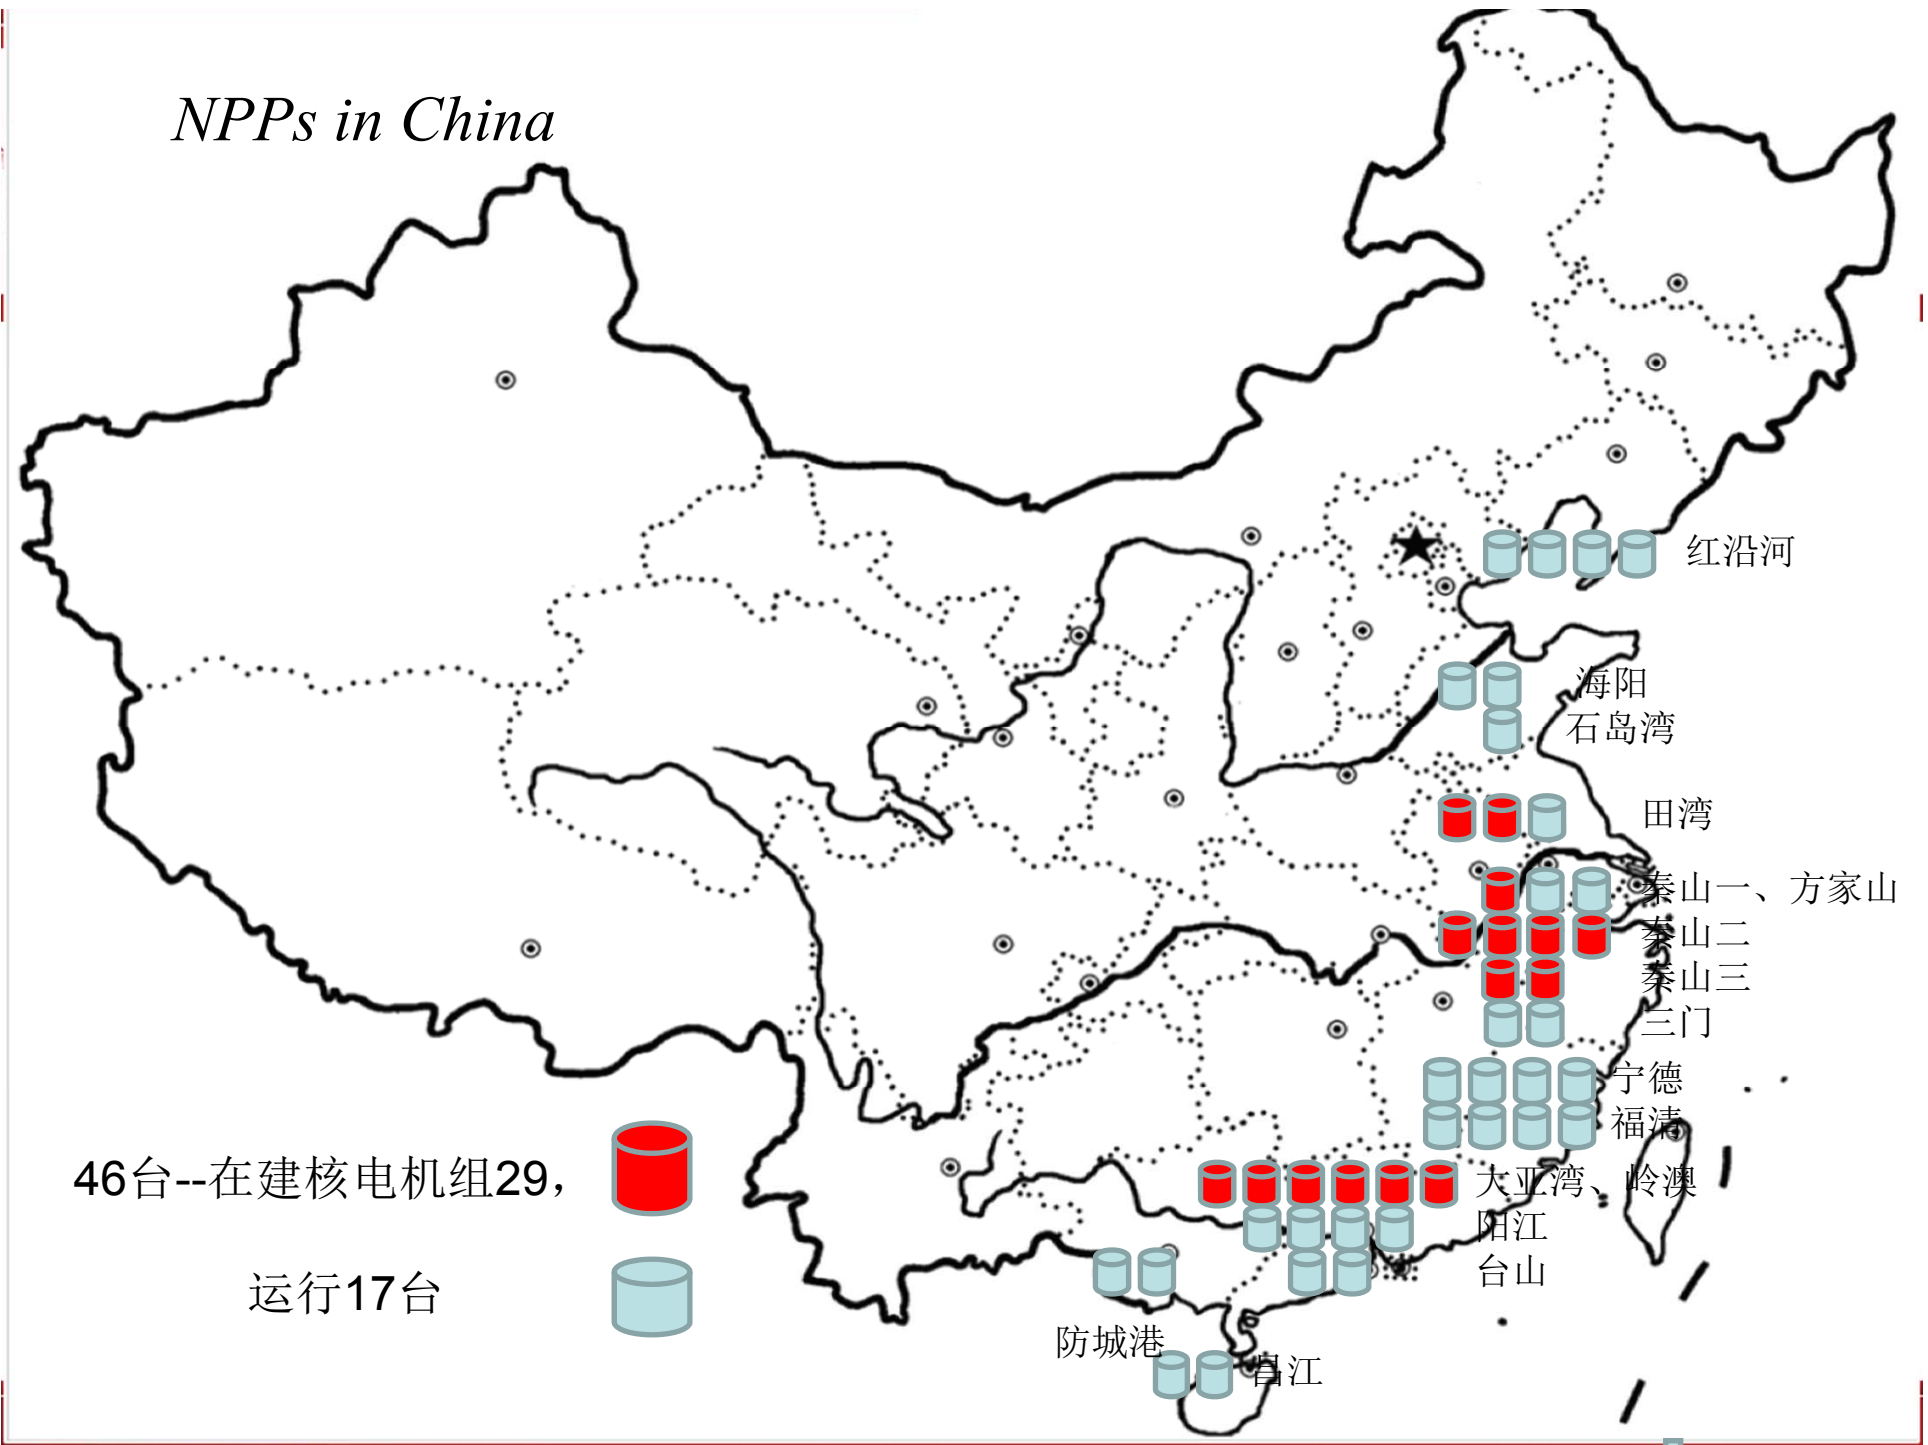 NPPs in China
红沿河
海阳
石岛湾
田湾
秦山一、方家山
秦山二
秦山三
三门
宁德
福清
46台--在建核电机组29，
大亚湾、岭澳
阳江
台山
运行17台
防城港
昌江